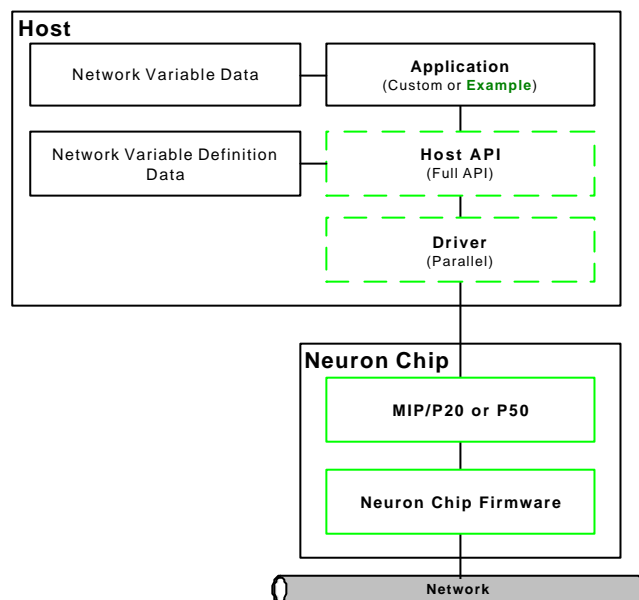 Host
Network Variable Data
Application
(Custom or Example)
Network Variable Definition
Data
Host API
(Full API)
Driver
(Parallel)
Neuron Chip
MIP/P20 or P50
Neuron Chip Firmware
Network